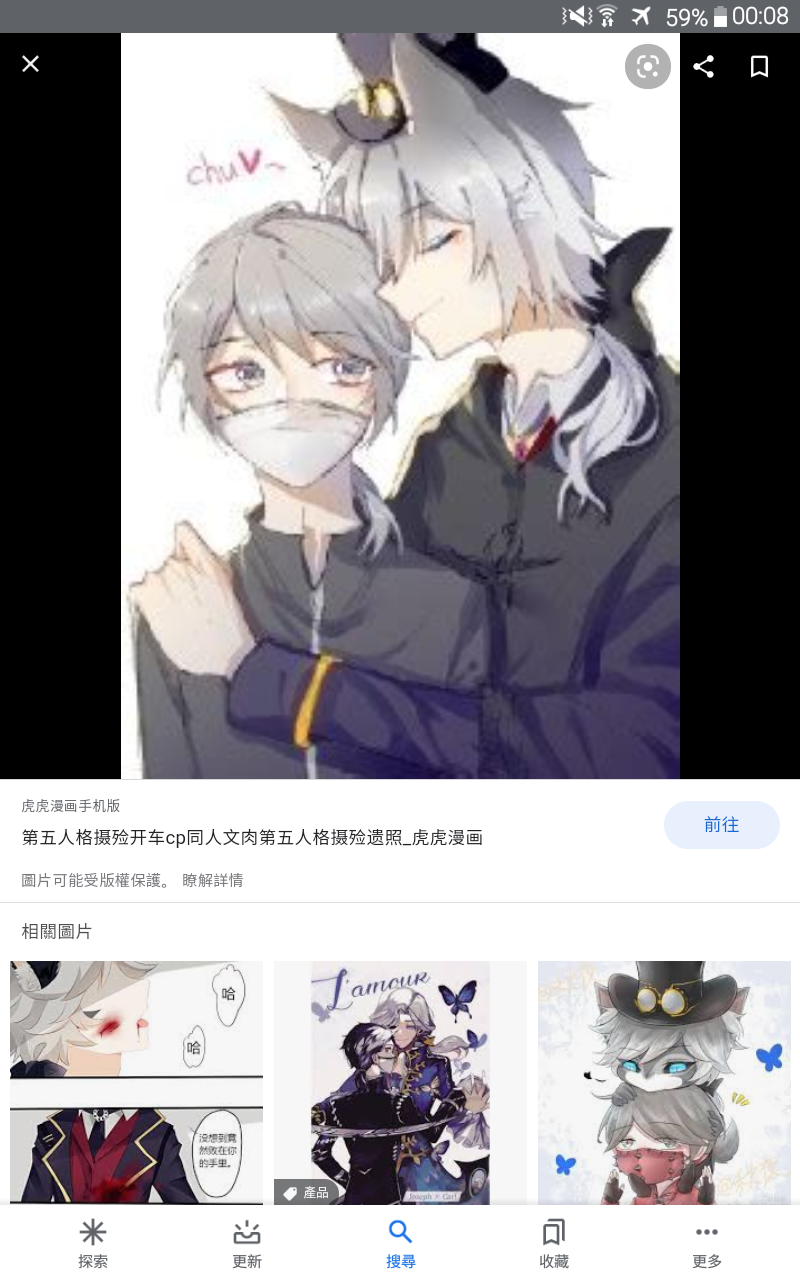 59% 00:08
chu♥~
虎虎漫画手机版
第五人格摄殓开车cp同人文肉第五人格摄殓遗照_虎虎漫画
前往
圖片可能受版權保護。 瞭解詳情
相關圖片
哈
哈
没想到竟
然败在你
的手里。
L'amour
Joseph × Carl
產品
探索
更新
搜尋
收藏
更多